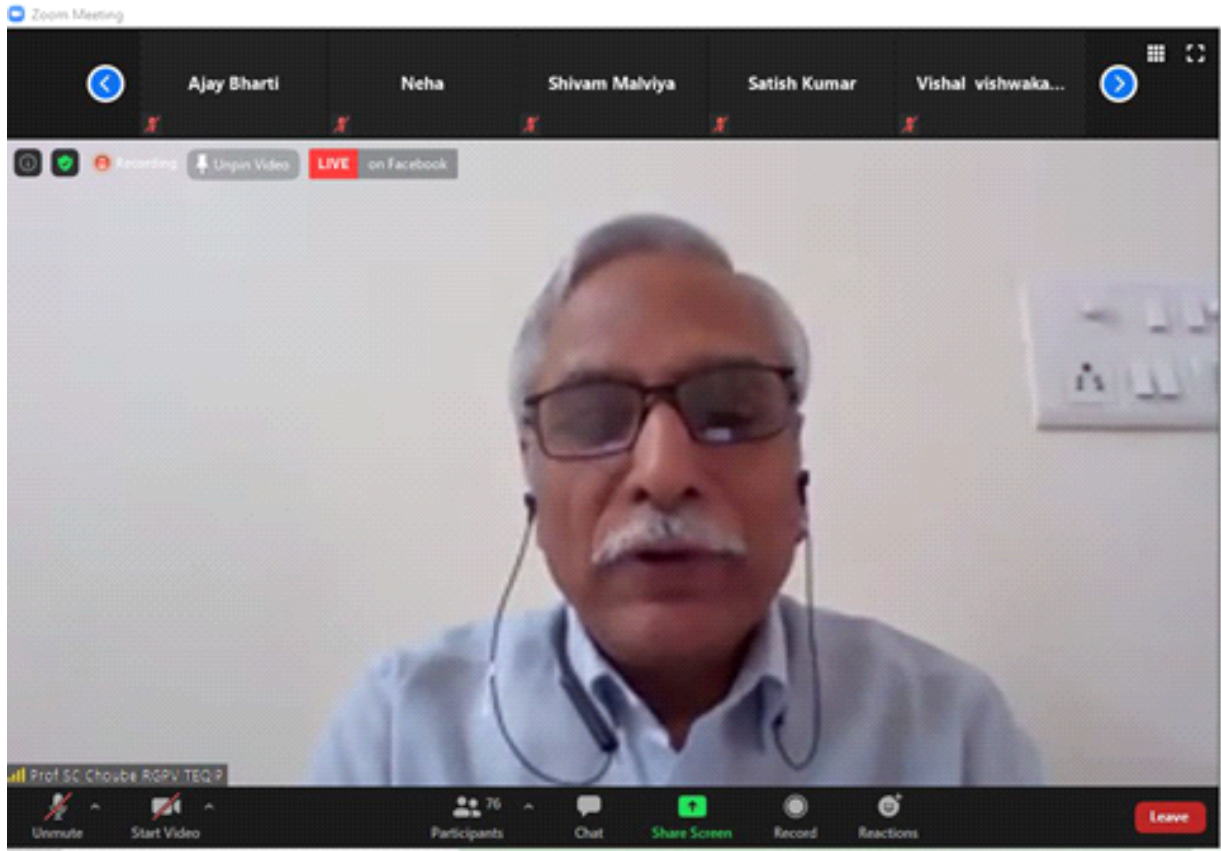 Zoom Meeting
Ajay Bharti
Neha
Shivam Malviya
Satish Kumar
Vishal vishwaka...
Recording
Unpin Video
LIVE on Facebook
Prof SC Choube RGPV TEQIP
Unmute
Start Video
76
Participants
Chat
Share Screen
Record
Reactions
Leave